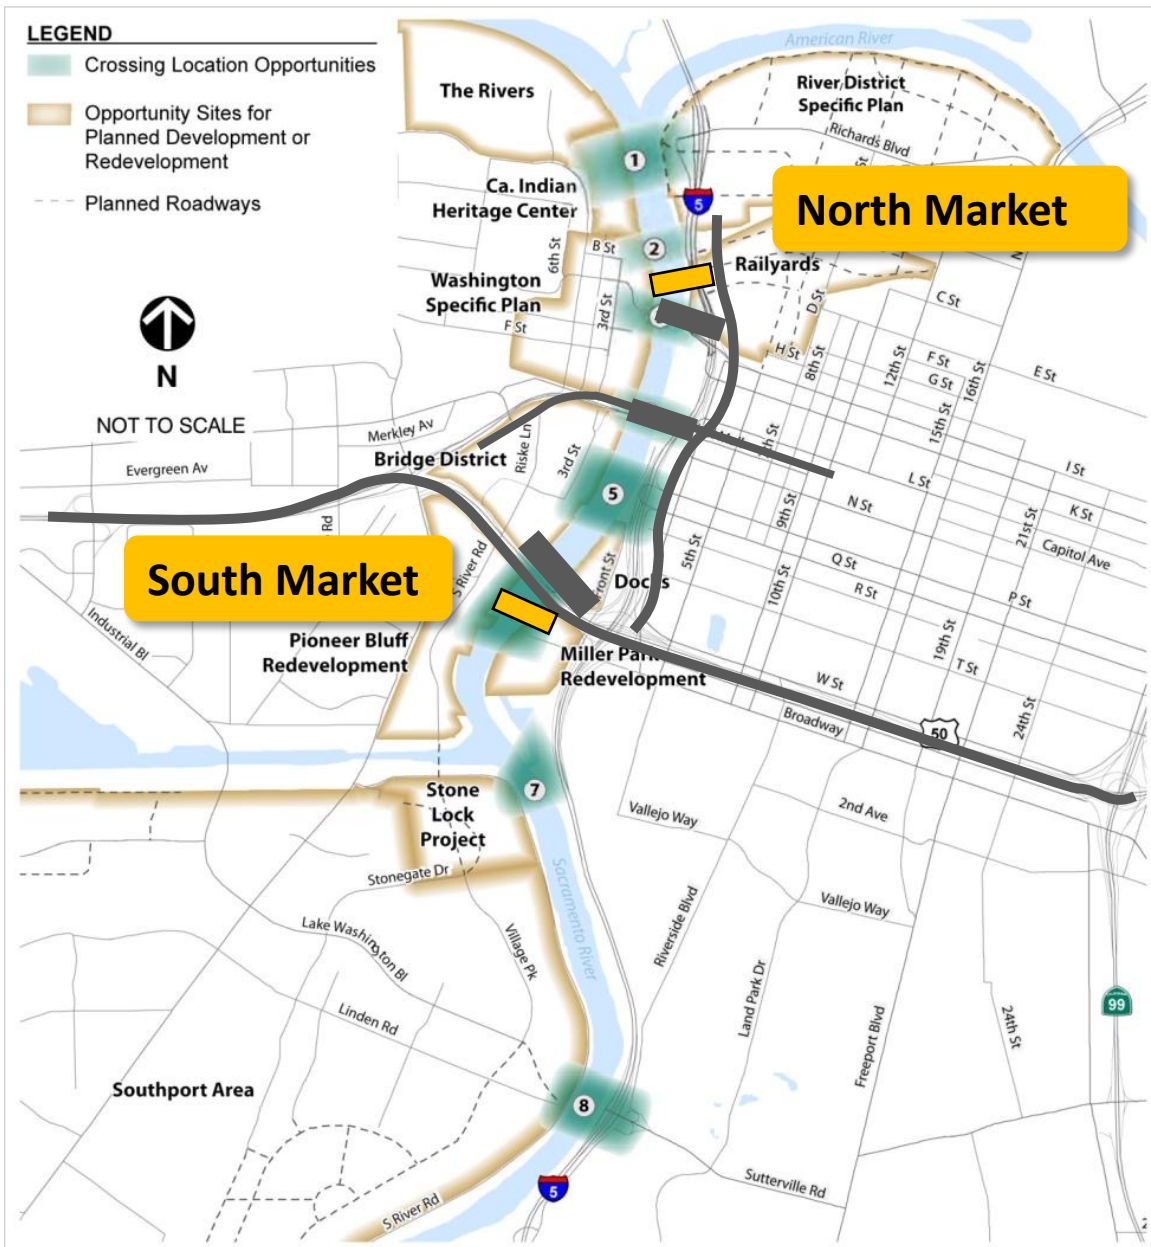 LEGEND
Crossing Location Opportunities
Opportunity Sites for
Planned Development or
Redevelopment
Planned Roadways
N
NOT TO SCALE
American River
The Rivers
River District
Specific Plan
Richards Blvd
1
Ca. Indian
Heritage Center
5
North Market
2
B St
6th St
Railyards
Washington
Specific Plan
3rd St
F St
D St
C St
H St
8th St
12th St
F St
G St
E St
16th St
15th St
Merkley Av
Evergreen Av
Bridge District
Riske Ln
3rd St
5
I St
L St
K St
N St
9th St
21st St
Capitol Ave
5th St
Q St
R St
10th St
P St
South Market
S River Rd
Industrial Bl
Pioneer Bluff
Redevelopment
Miller
Redevelopment
19th St
T St
W St
24th St
Broadway
50
7
Stone
Lock
Project
Vallejo Way
2nd Ave
Stonegate Dr
Sacramento River
Vallejo Way
Lake Washington Bl
Village Pk
Riverside Blvd
Land Park Dr
Freeport Blvd
24th St
99
Linden Rd
Southport Area
8
5
Sutterville Rd
S River Rd